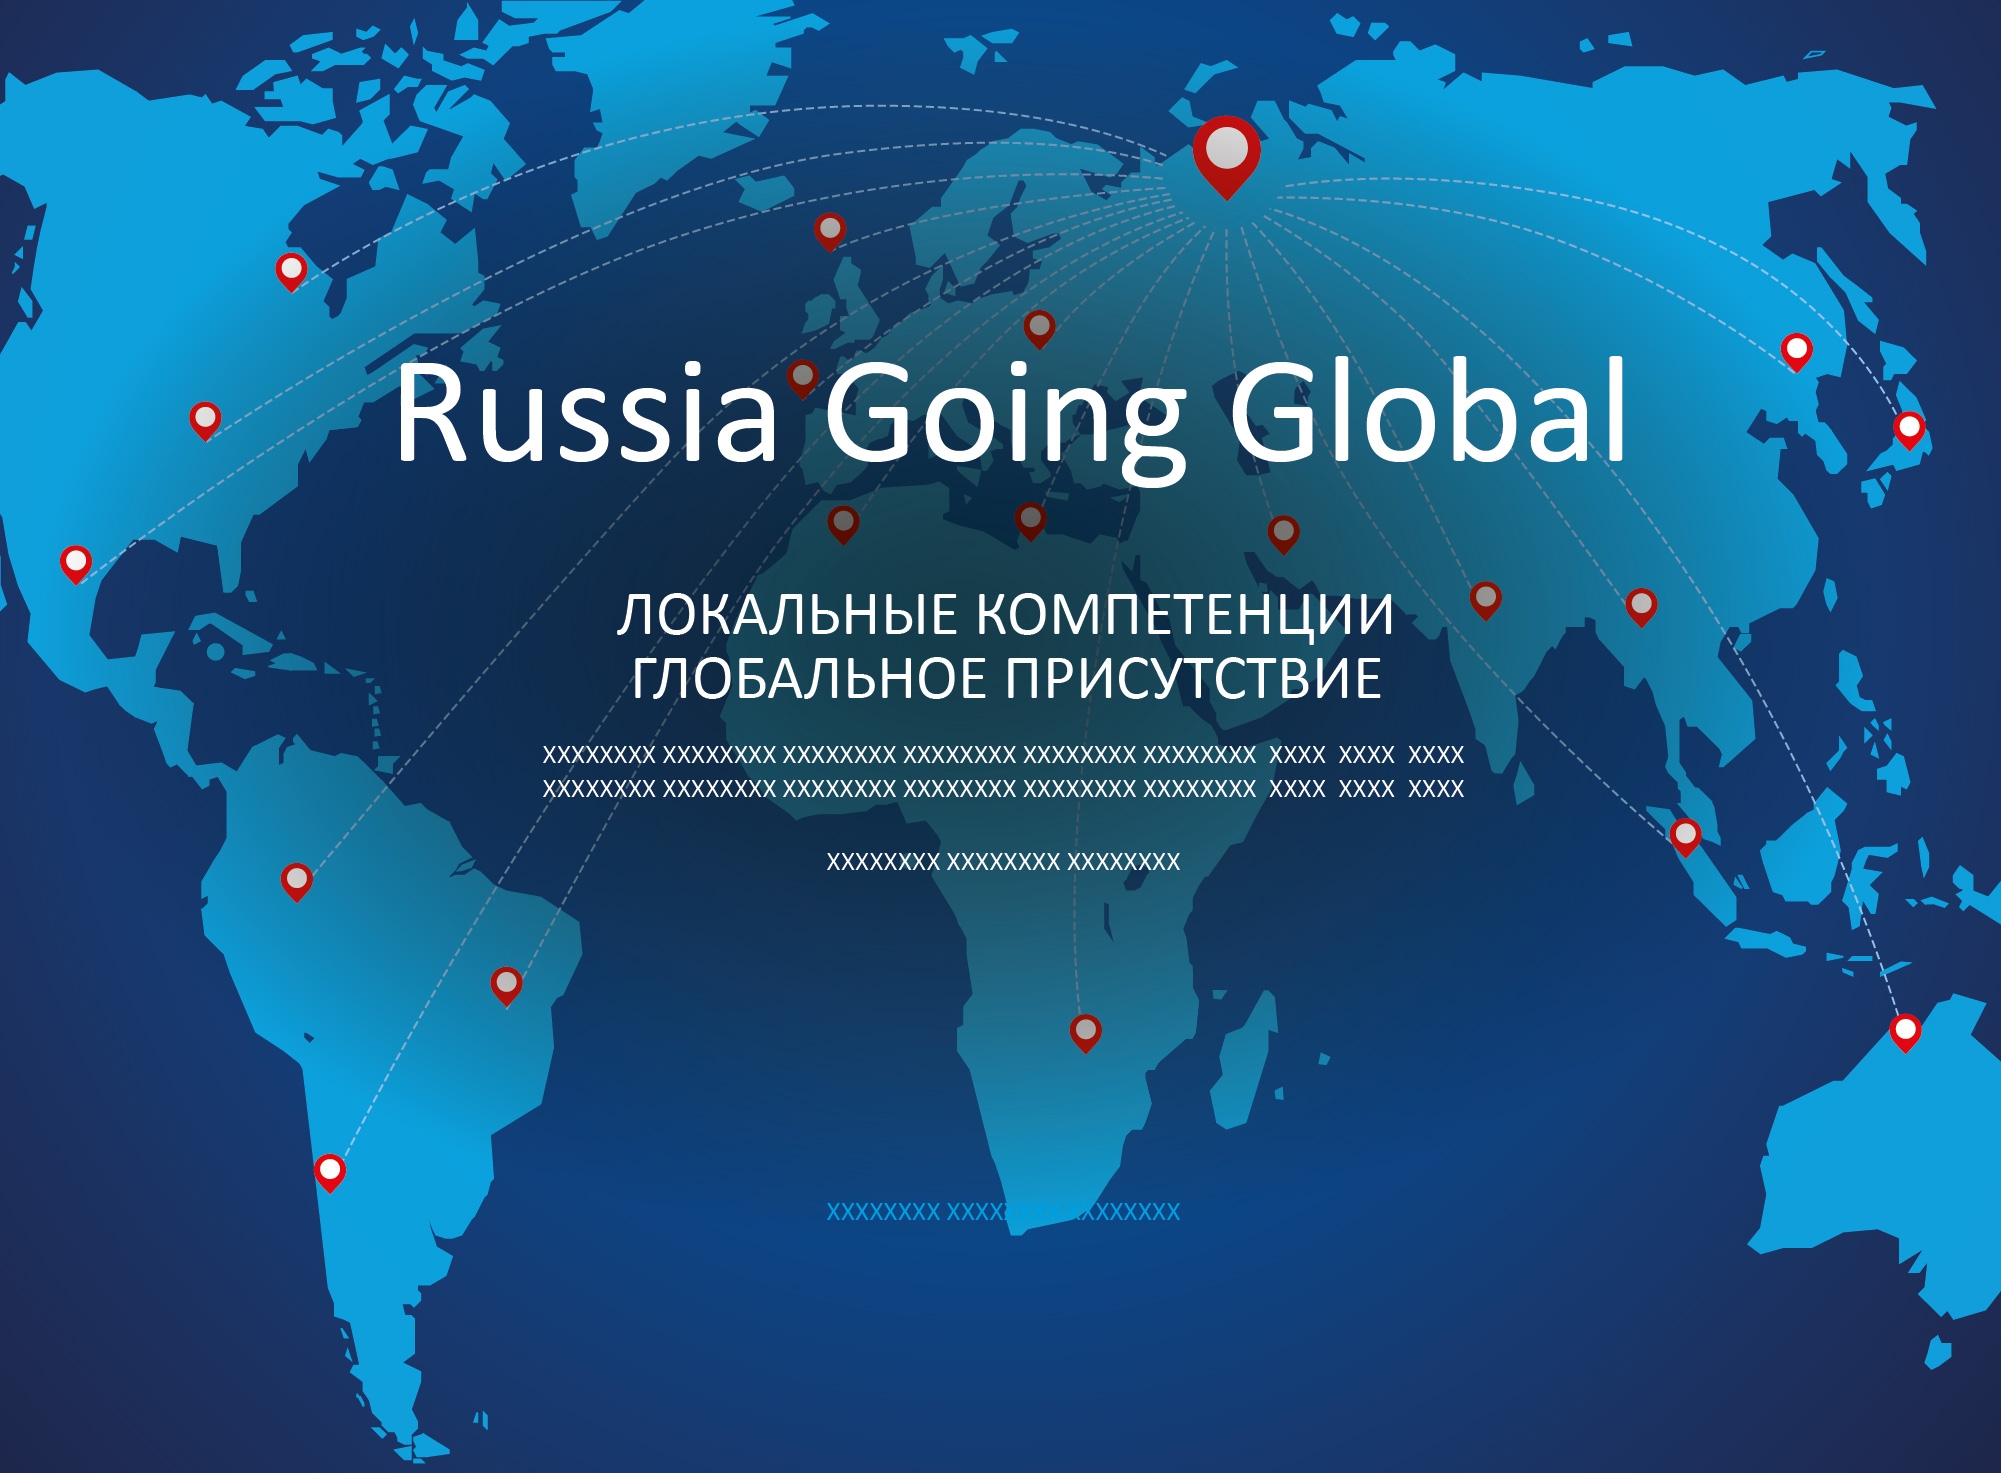 Russia Going Global
ЛОКАЛЬНЫЕ КОМПЕТЕНЦИИ
ГЛОБАЛЬНОЕ ПРИСУТСТВИЕ
XXXXXXXX XXXXXXXX XXXXXXXX XXXXXXXX XXXXXXXX XXXXXXXX XXXX XXXX XXXX
XXXXXXXX XXXXXXXX XXXXXXXX XXXXXXXX XXXXXXXX XXXXXXXX XXXX XXXX XXXX
XXXXXXXX XXXXXXXX XXXXXXXX
XXXXXXXX